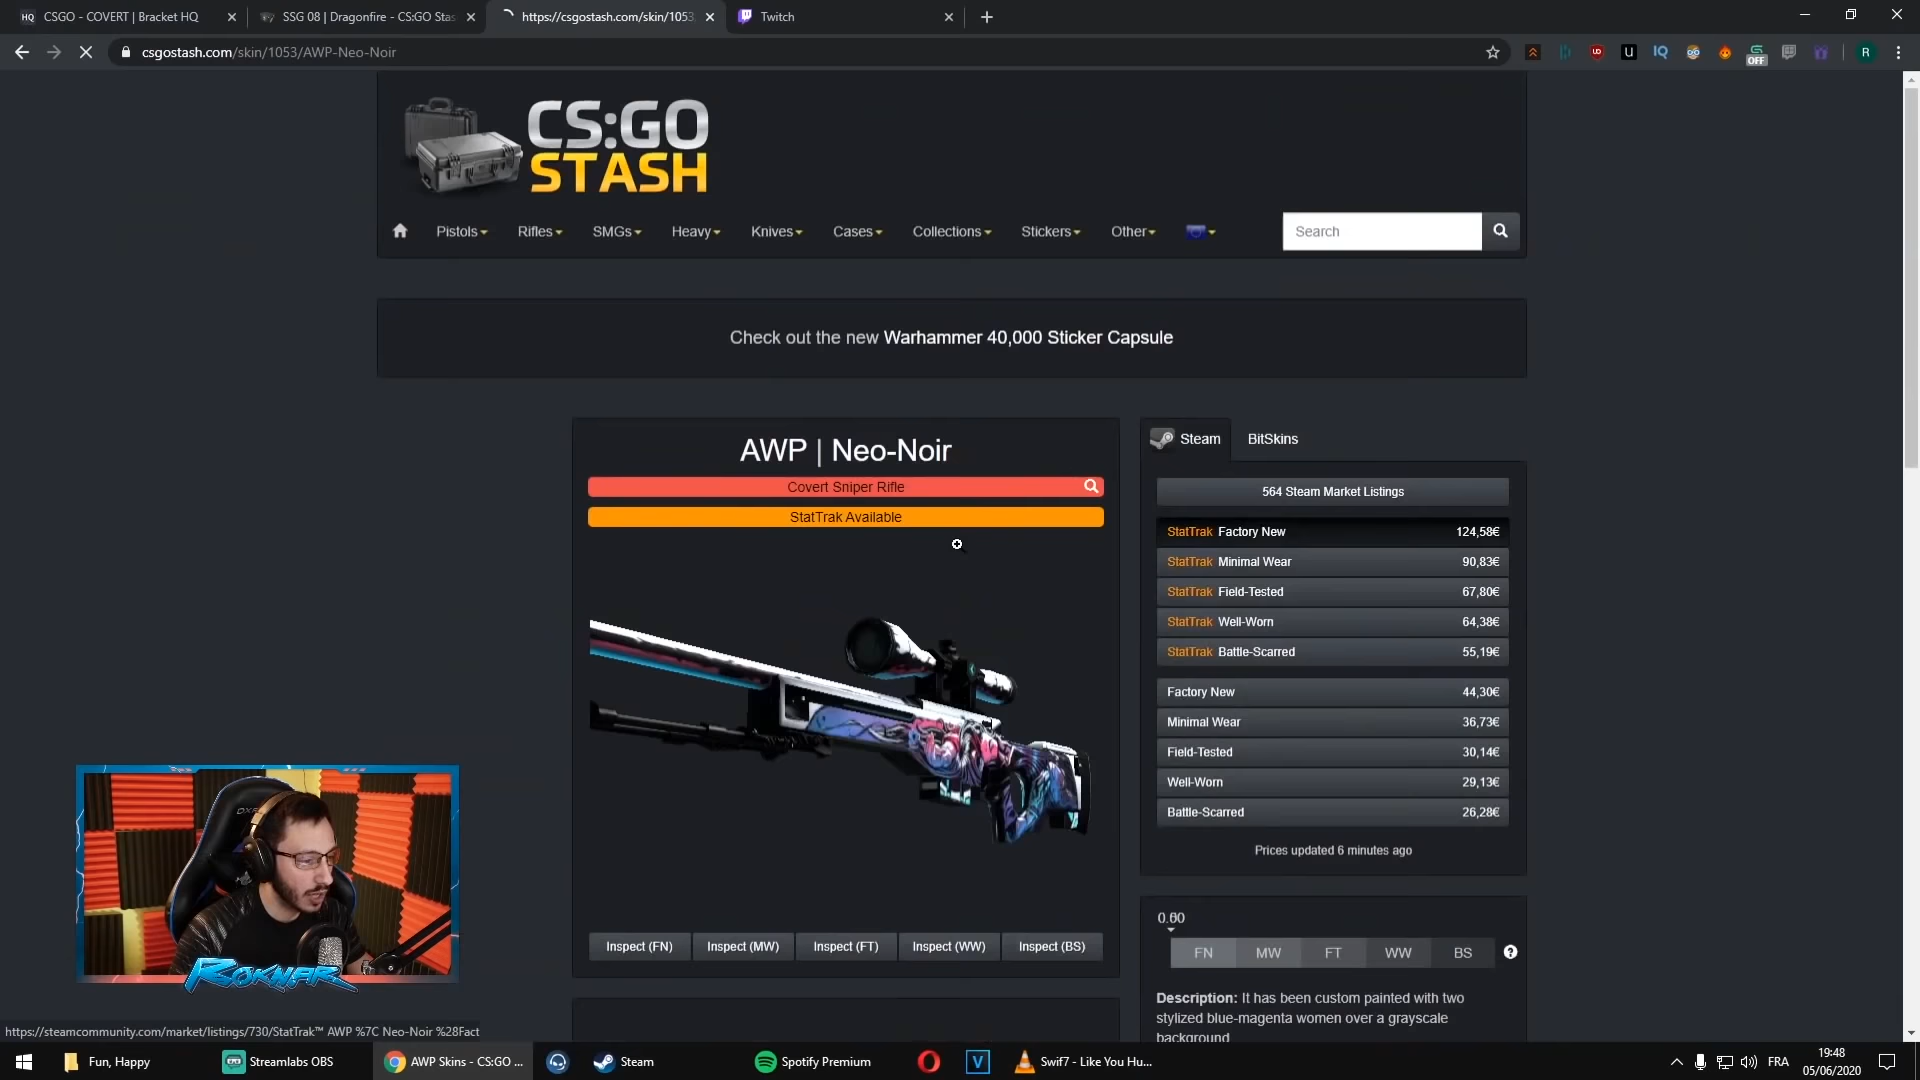 CSGO - COVERT | Bracket HQ
SSG 08 | Dragonfire - CS:GO Stas
https://csgostash.com/skin/1053
Twitch
csgostash.com/skin/1053/AWP-Neo-Noir
CS:GO
STASH
Pistols
Rifles
SMGs
Heavy
Knives
Cases
Collections
Stickers
Other
Search
Check out the new Warhammer 40,000 Sticker Capsule
AWP | Neo-Noir
Covert Sniper Rifle
StatTrak Available
Inspect (FN)
Inspect (MW)
Inspect (FT)
Inspect (WW)
Inspect (BS)
Steam
BitSkins
564 Steam Market Listings
StatTrak Factory New 124,58€
StatTrak Minimal Wear 90,83€
StatTrak Field-Tested 67,80€
StatTrak Well-Worn 64,38€
StatTrak Battle-Scarred 55,19€
Factory New 44,30€
Minimal Wear 36,73€
Field-Tested 30,14€
Well-Worn 29,13€
Battle-Scarred 26,28€
Prices updated 6 minutes ago
FN
MW
FT
WW
BS
Description: It has been custom painted with two
stylized blue-magenta women over a grayscale
background
ROKNAR
https://steamcommunity.com/market/listings/730/StatTrak™ AWP %7C Neo-Noir %28Fact
Fun, Happy
Streamlabs OBS
AWP Skins - CS:GO ...
Steam
Spotify Premium
Swif7 - Like You Hu...
FRA
19:48
05/06/2020